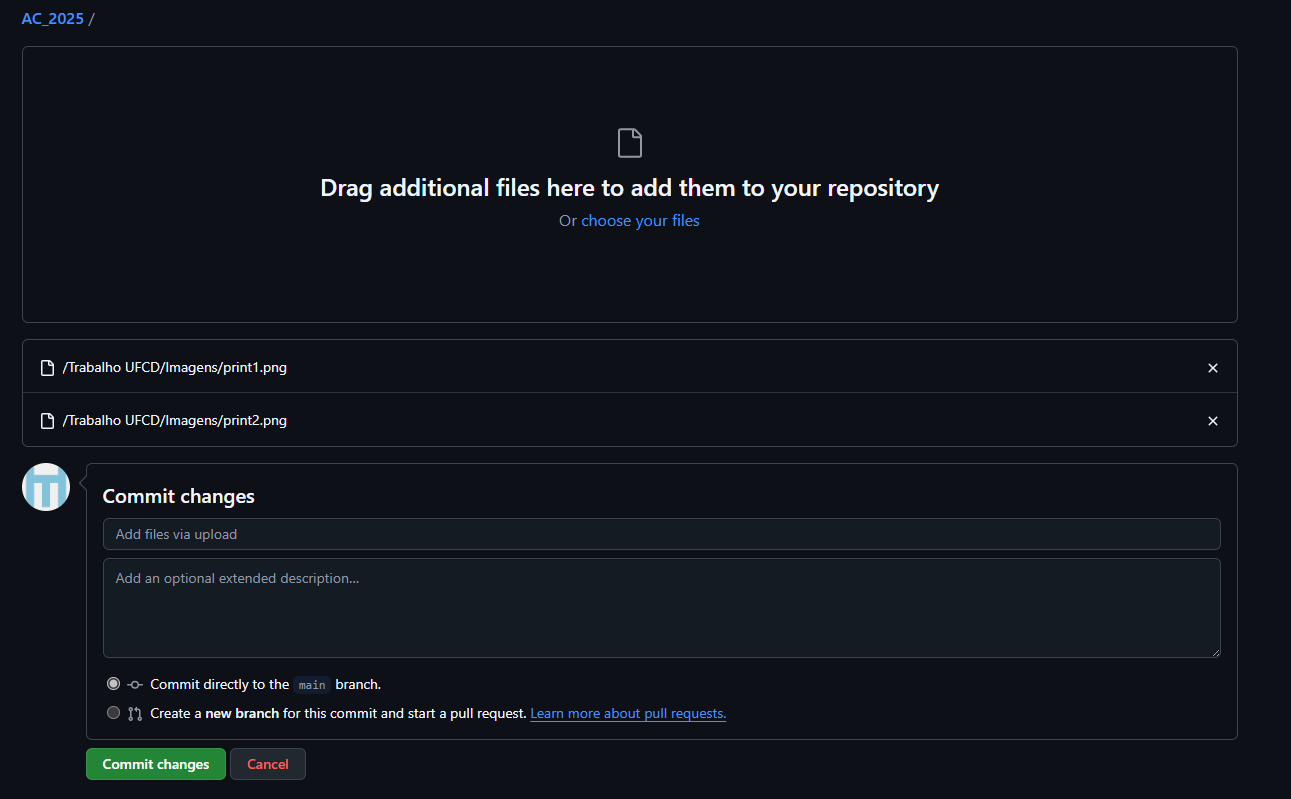 AC_2025 /
Drag additional files here to add them to your repository
Or choose your files
/Trabalho UFCD/Imagens/print1.png
/Trabalho UFCD/Imagens/print2.png
Commit changes
Add files via upload
Add an optional extended description...
Commit directly to the main branch.
Create a new branch for this commit and start a pull request. Learn more about pull requests.
Commit changes Cancel